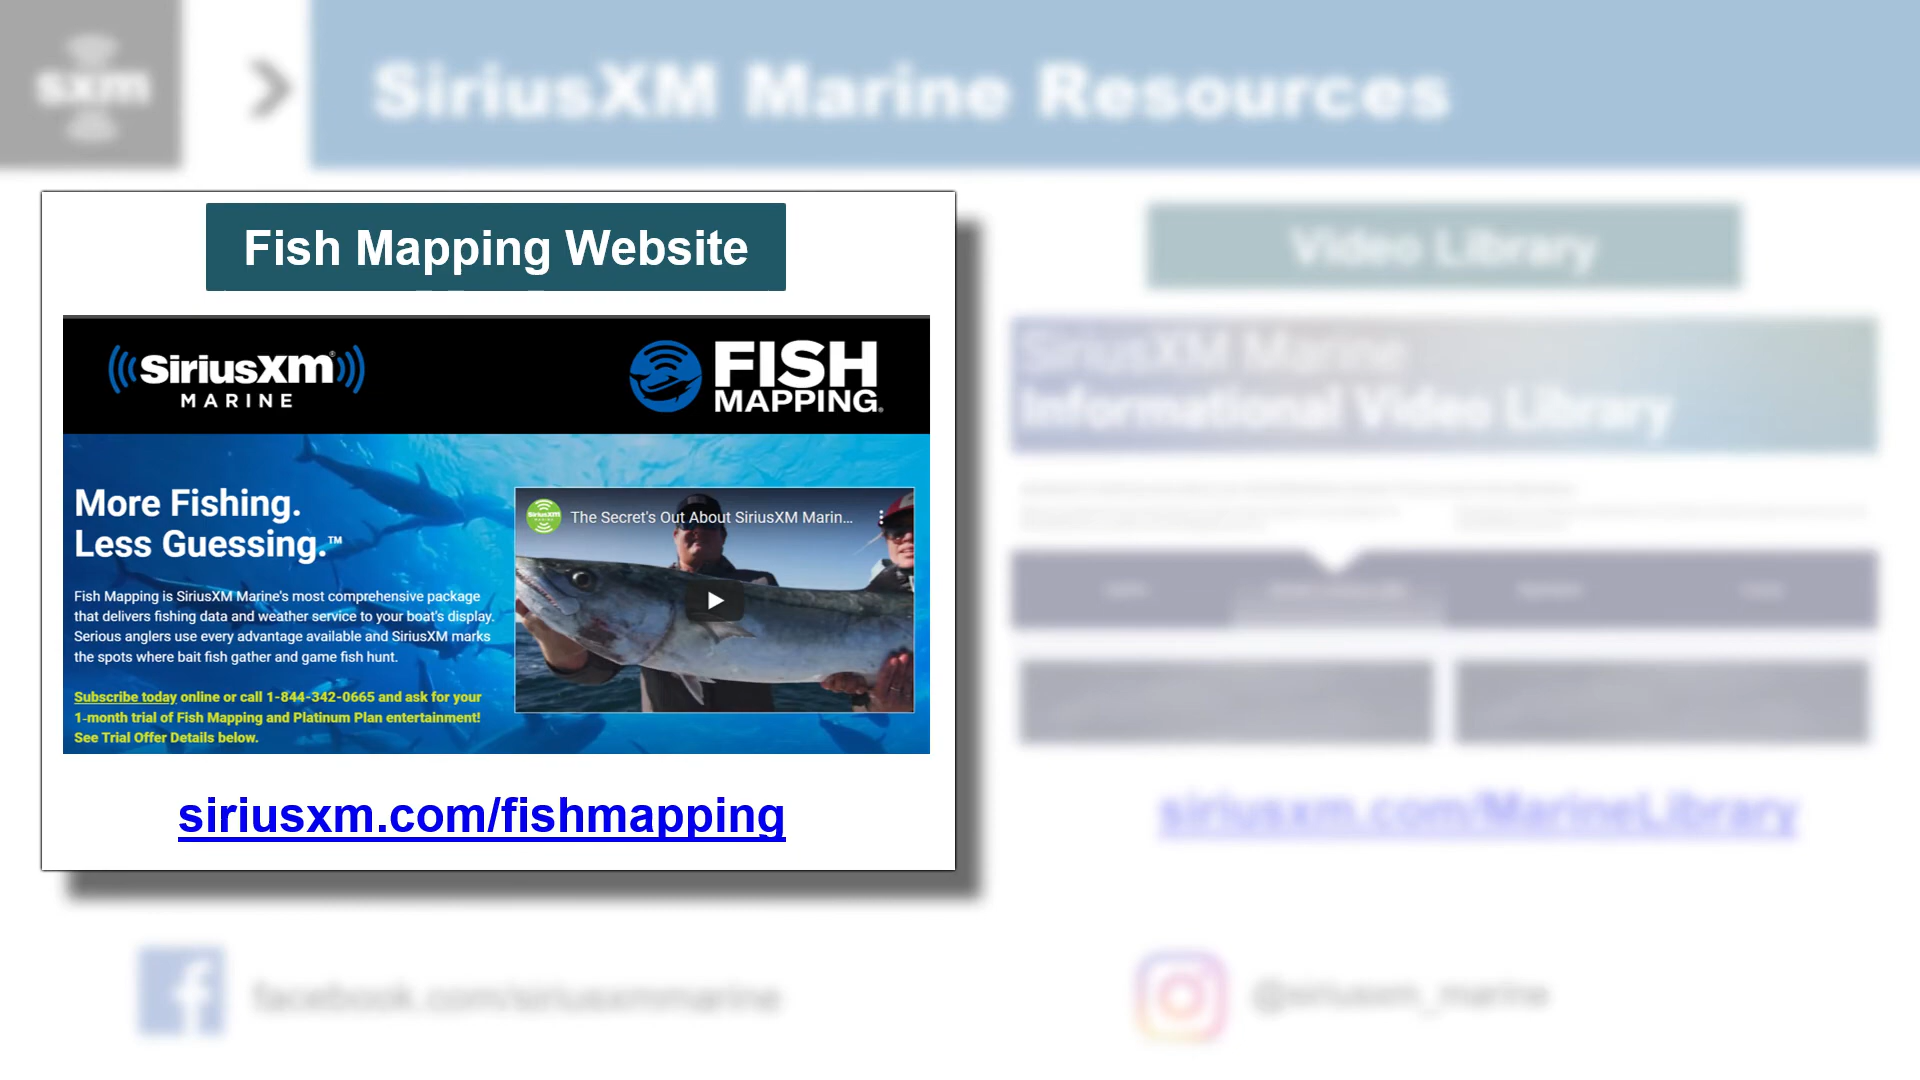 sxm
SiriusXM Marine Resources
Fish Mapping Website
SiriusXM®
MARINE
FISH
MAPPING®
More Fishing.
Less Guessing.™
The Secret's Out About SiriusXM Marin...
Fish Mapping is SiriusXM Marine's most comprehensive package
that delivers fishing data and weather service to your boat's display.
Serious anglers use every advantage available and SiriusXM marks
the spots where bait fish gather and game fish hunt.
Subscribe today online or call 1-844-342-0665 and ask for your
1-month trial of Fish Mapping and Platinum Plan entertainment!
See Trial Offer Details below.
siriusxm.com/fishmapping
Video Library
SiriusXM Marine
Informational Video Library
siriusxm.com/MarineLibrary
facebook.com/siriusxmmarine
@siriusxm_marine